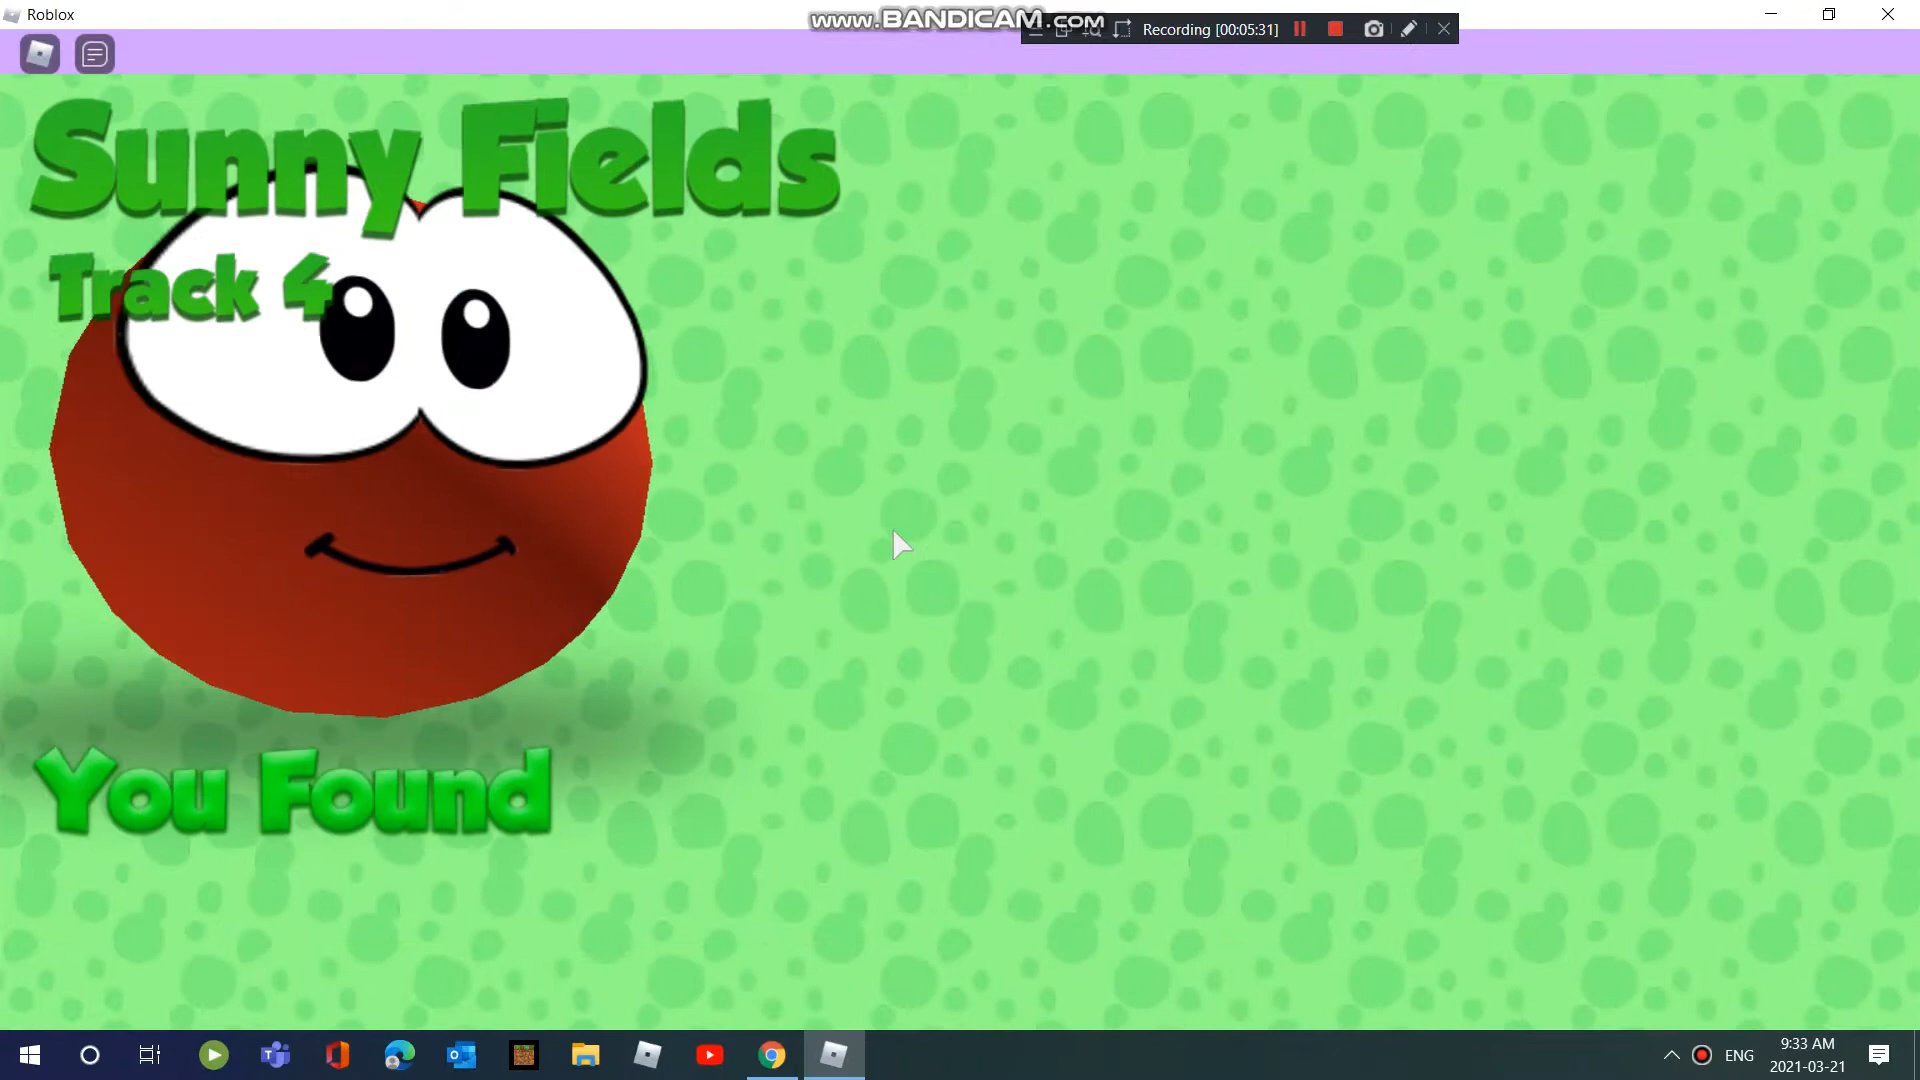 Roblox
www.BANDICAM.com
Recording [00:05:31]
Sunny Fields
Track 4
You Found
ENG
9:33 AM
2021-03-21